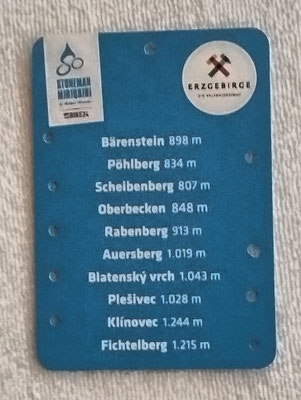 STONEMAN
MIRIQUIDI
BIKE24
ERZGEBIRGE
Bärenstein 898 m
Pöhlberg 834 m
Scheibenberg 807 m
Oberbecken 848 m
Rabenberg 913 m
Auersberg 1.019 m
Blatenský vrch 1.043 m
Plešivec 1.028 m
Klínovec 1.244 m
Fichtelberg 1.215 m